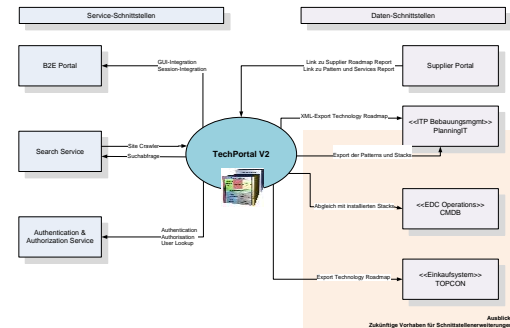 Service-Schnittstellen
Daten-Schnittstellen
B2E Portal
GUI-Integration
Session-Integration
Link zu Supplier Roadmap Report
Link zu Pattern und Services Report
Supplier Portal
XML-Export Technology Roadmap
<<ITP Bebauungsmgmt>>
PlanningIT
Search Service
Site Crawler
Suchabfrage
TechPortal V2
Export der Patterns und Stacks
Abgleich mit installierten Stacks
<<EDC Operations>>
CMDB
Authentication &
Authorization Service
Authentication
Authorisation
User Lookup
Export Technology Roadmap
<<Einkaufsystem>>
TOPCON
Ausblick
Zukünftige Vorhaben für Schnittstellenerweiterungen